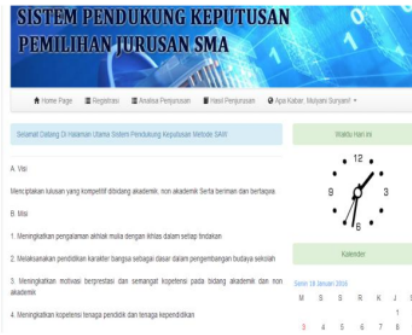 SISTEM PENDUKUNG KEPUTUSAN
PEMILIHAN JURUSAN SMA
Home Page Registrasi Analisa Penjurusan Hasil Penjurusan Apa Kabar, Mulyani Suryani!
Selamat Datang Di Halaman Utama Sistem Pendukung Keputusan Metode SAW
Waktu Hari ini
A. Visi
Menciptakan lulusan yang kompetitif dibidang akademik, non akademik Serta beriman dan bertaqwa.
B. Misi
1. Meningkatkan pengalaman akhlak mulia dengan ikhlas dalam setiap tindakan
2. Melaksanakan pendidikan karakter bangsa sebagai dasar dalam pengembangan budaya sekolah
3. Meningkatkan motivasi berprestasi dan semangat kopetensi pada bidang akademik dan non
akademik
4. Meningkatkan kopetensi tenaga pendidik dan tenaga kependidikan
12
9 3
6
Kalender
Senin 18 Januari 2016
M S S R K J S
1
3 4 5 6 7 8